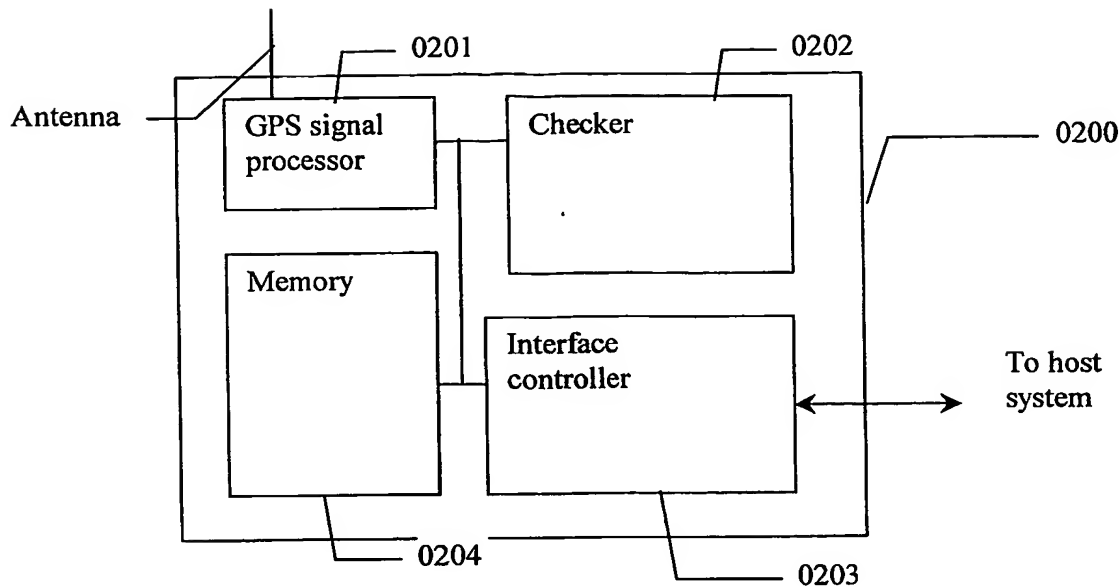 0201
0202
Antenna
GPS signal
processor
Checker
0200
Memory
Interface
controller
To host
system
0204
0203